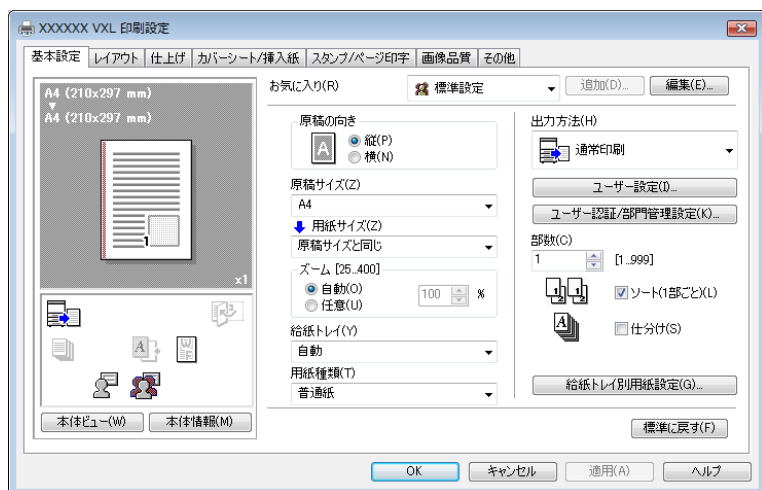 XXXXXX VXL 印刷設定
基本設定 レイアウト 仕上げ カバーシート/挿入紙 スタンプ/ページ印字 画像品質 その他
A4 (210x297 mm)
A4 (210x297 mm)
1
x1
本体ビュー(W) 本体情報(M)
お気に入り(R) 標準設定 追加(D)... 編集(E)...
原稿の向き
A
縦(P)
横(N)
原稿サイズ(Z)
A4
用紙サイズ(Z)
原稿サイズと同じ
ズーム [25..400]
自動(O)
任意(U)
100 %
給紙トレイ(Y)
自動
用紙種類(T)
普通紙
出力方法(H)
通常印刷
ユーザー設定(I)...
ユーザー認証/部門管理設定(K)...
部数(C)
1 [1..999]
ソート(1部ごと)(L)
仕分け(S)
給紙トレイ別用紙設定(G)...
標準に戻す(F)
OK キャンセル 適用(A) ヘルプ